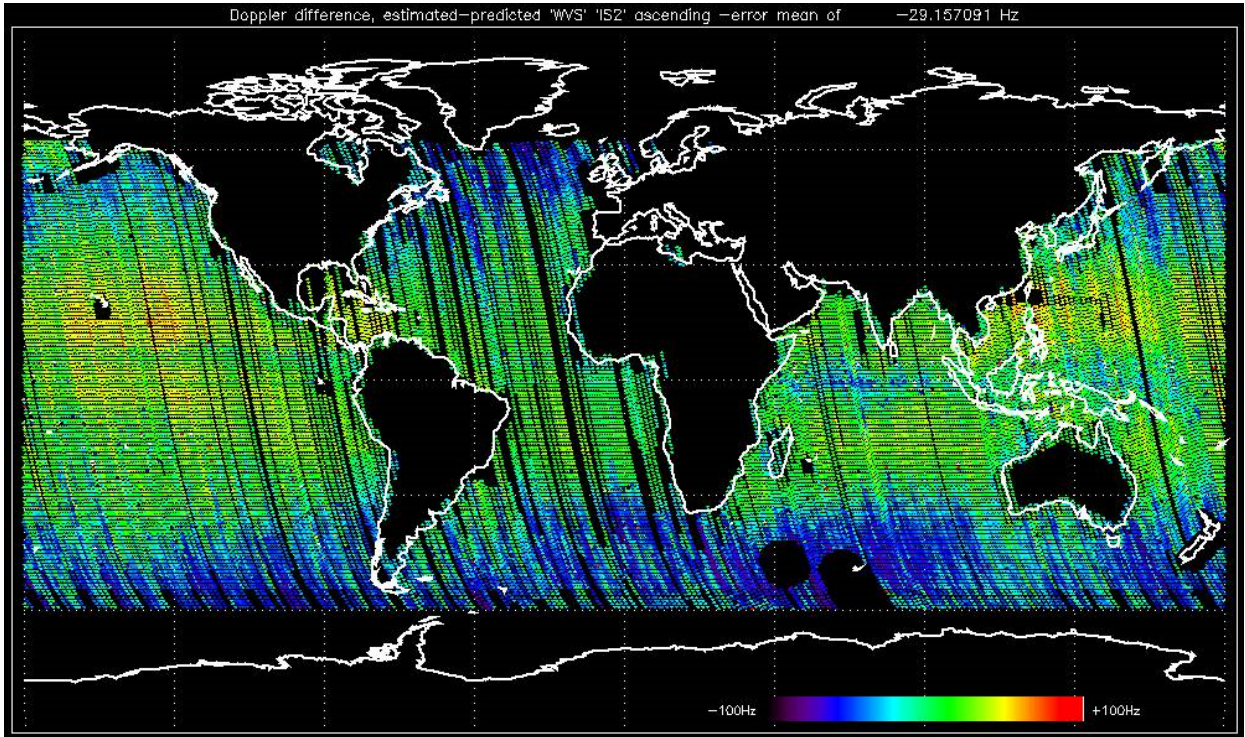 Doppler difference, estimated-predicted 'WVS' 'IS2' ascending -error mean of -29.157091 Hz
-100Hz +100Hz